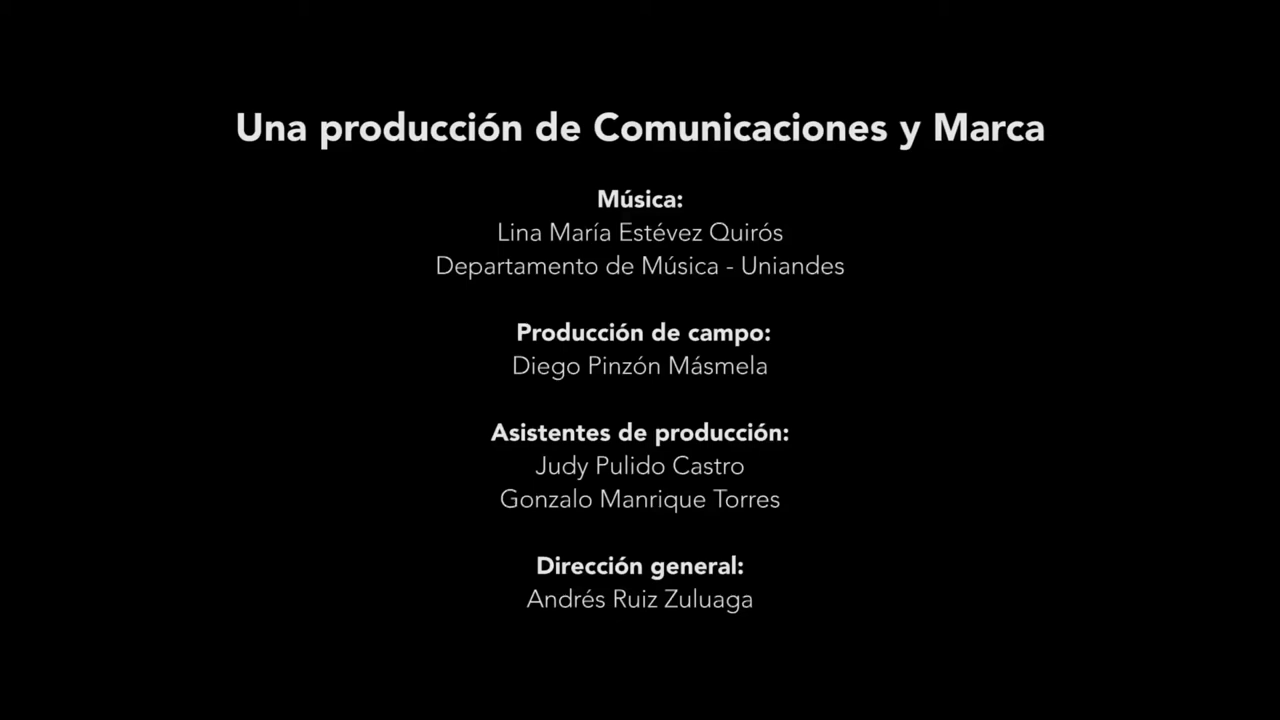 Una producción de Comunicaciones y Marca
Música:
Lina María Estévez Quirós
Departamento de Música - Uniandes
Producción de campo:
Diego Pinzón Másmela
Asistentes de producción:
Judy Pulido Castro
Gonzalo Manrique Torres
Dirección general:
Andrés Ruiz Zuluaga